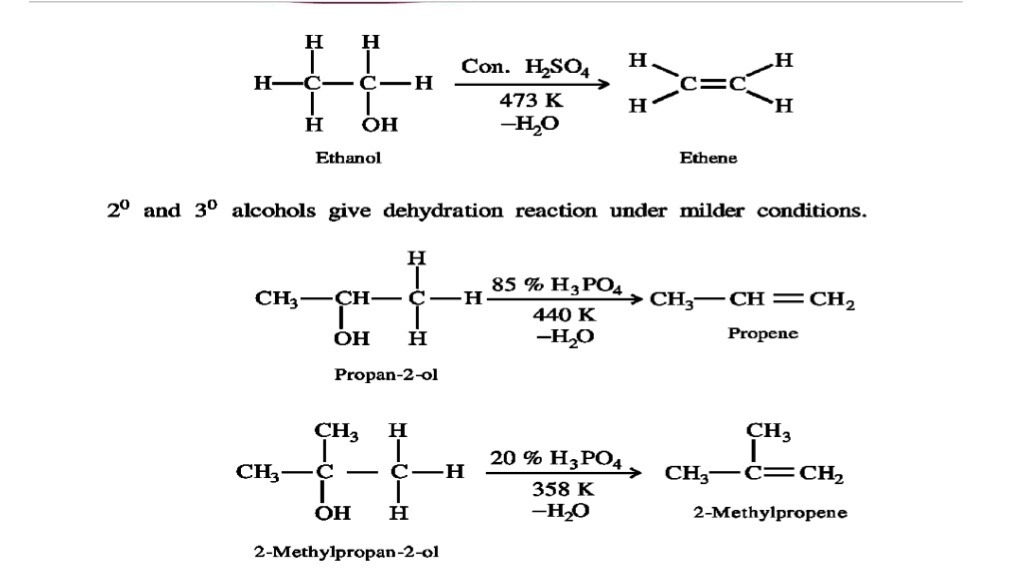 H H
H—C—C—H Con. H₂SO₄ H H
473 K C=C
H OH –H₂O H H
Ethanol Ethene
2⁰ and 3⁰ alcohols give dehydration reaction under milder conditions.
H
CH₃—CH—C—H 85 % H₃PO₄ CH₃—CH=CH₂
440 K
OH H –H₂O Propene
Propan-2-ol
CH₃ H CH₃
CH₃—C—C—H 20 % H₃PO₄ CH₃—C=CH₂
358 K
OH H –H₂O 2-Methylpropene
2-Methylpropan-2-ol